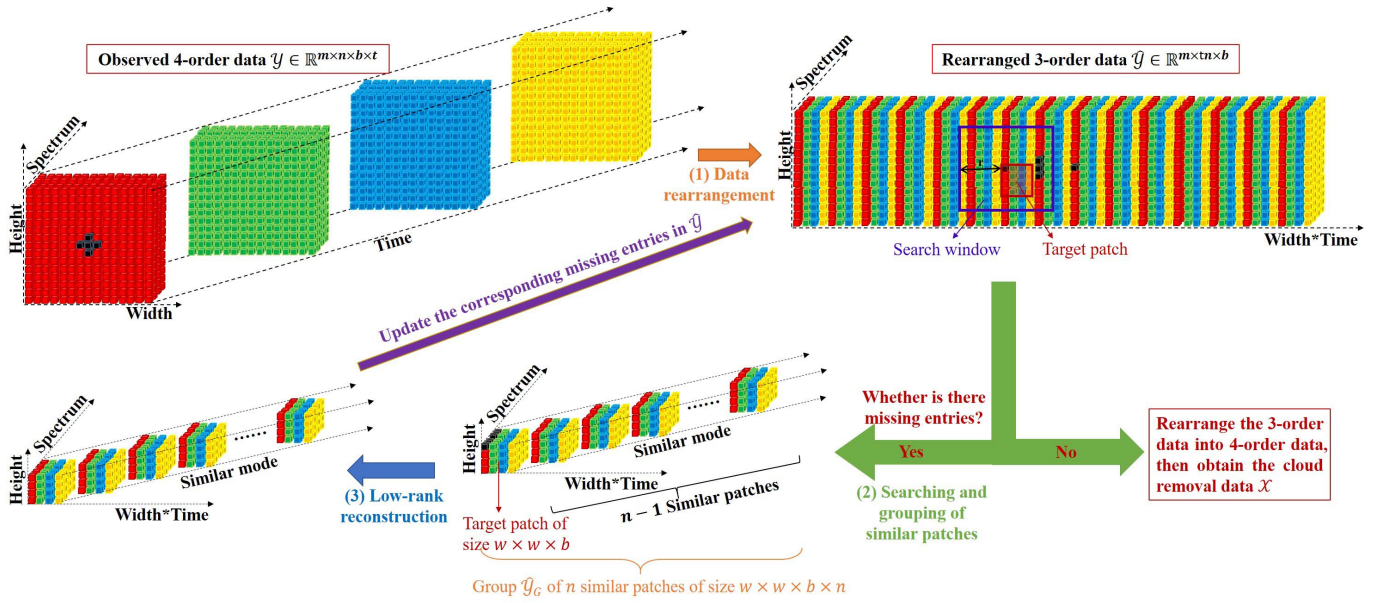 Observed 4-order data 𝒴 ∈ ℝ^{m×n×b×t}
Spectrum
Height
Width
Time
(1) Data
rearrangement
Rearranged 3-order data 𝒴̂ ∈ ℝ^{m×tn×b}
Spectrum
Height
r
Width*Time
Search window
Target patch
Update the corresponding missing entries in 𝒴̂
Whether is there
missing entries?
Yes
No
(2) Searching and
grouping of
similar patches
Rearrange the 3-order
data into 4-order data,
then obtain the cloud
removal data 𝒳
Spectrum
Height
......
Similar mode
Width*Time
n − 1 Similar patches
Target patch of
size w × w × b
Group 𝒴̂_G of n similar patches of size w × w × b × n
(3) Low-rank
reconstruction
Spectrum
Height
......
Similar mode
Width*Time